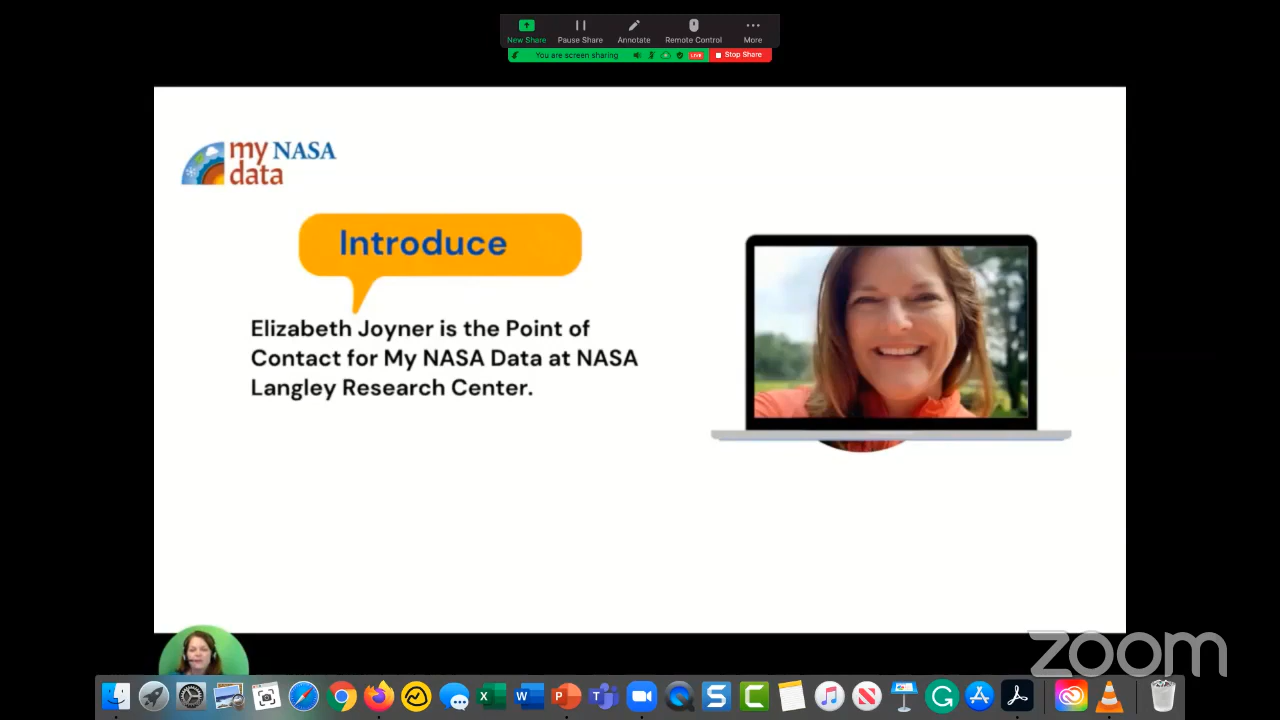 New Share
Pause Share
Annotate
Remote Control
More
You are screen sharing
LIVE
Stop Share
my NASA
data
Introduce
Elizabeth Joyner is the Point of
Contact for My NASA Data at NASA
Langley Research Center.
zoom